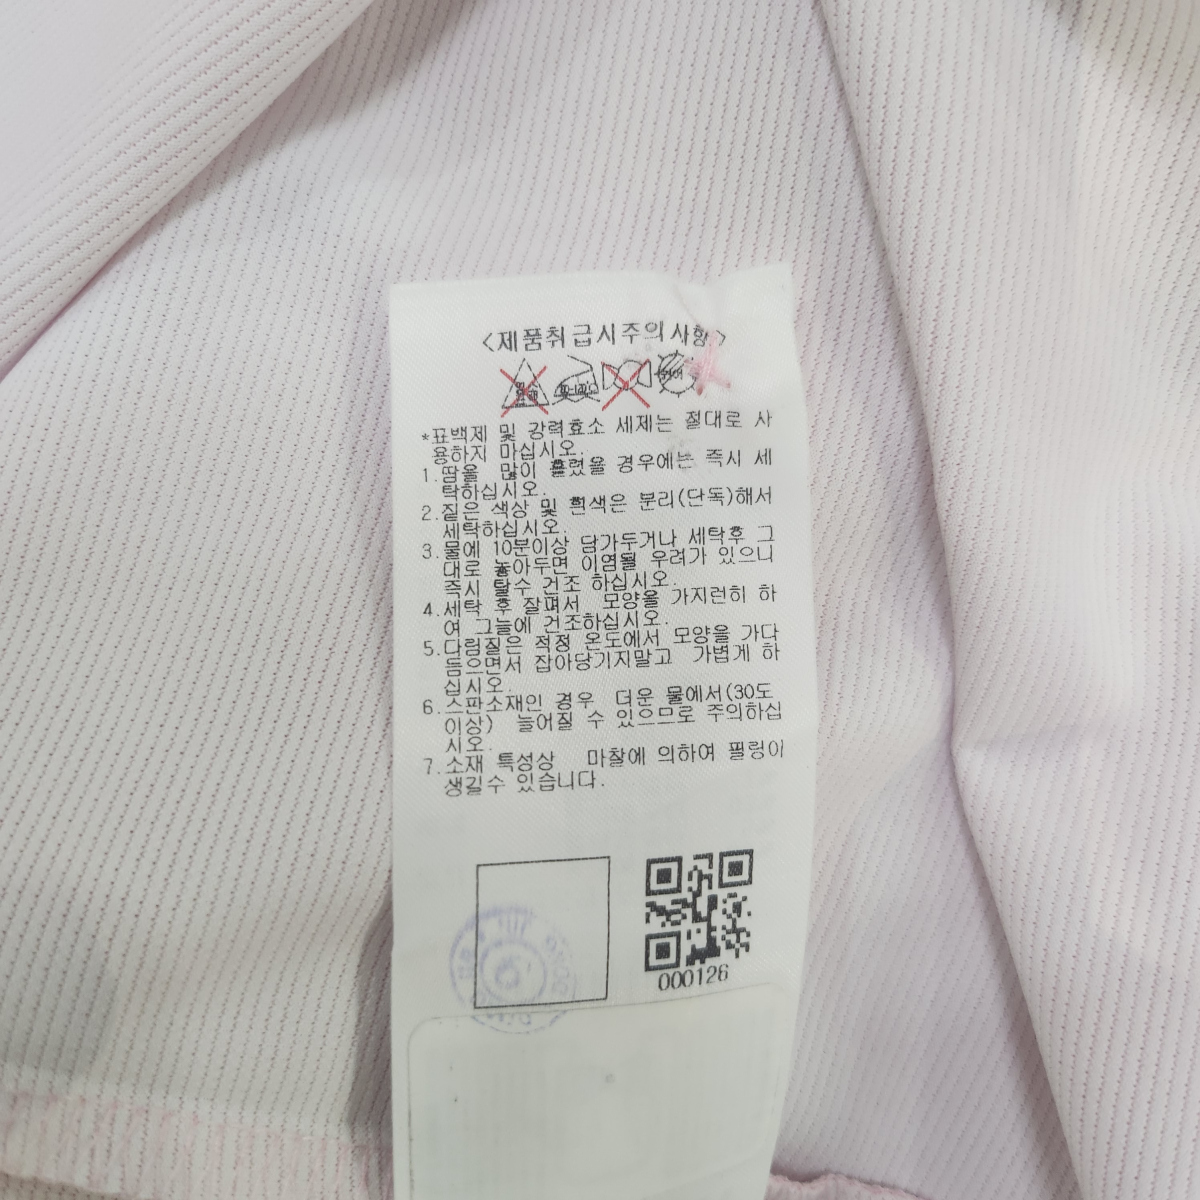 <제품취급시주의사항>
*표백제 및 강력효소 세제는 절대로 사
용하지 마십시오.
1.땀을 많이 흘렸을 경우에는 즉시 세
탁하십시오.
2.짙은 색상 및 흰색은 분리(단독)해서
세탁하십시오.
3.물에 10분이상 담가두거나 세탁후 그
대로 놓아두면 이염될 우려가 있으니
즉시 탈수 건조 하십시오.
4.세탁 후 잘펴서 모양을 가지런히 하
여 그늘에 건조하십시오.
5.다림질은 적정 온도에서 모양을 가다
듬으면서 잡아당기지말고 가볍게 하
십시오.
6.스판소재인 경우 더운 물에서(30도
이상) 늘어질 수 있으므로 주의하십
시오.
7.소재 특성상 마찰에 의하여 필링이
생길수 있습니다.
000126